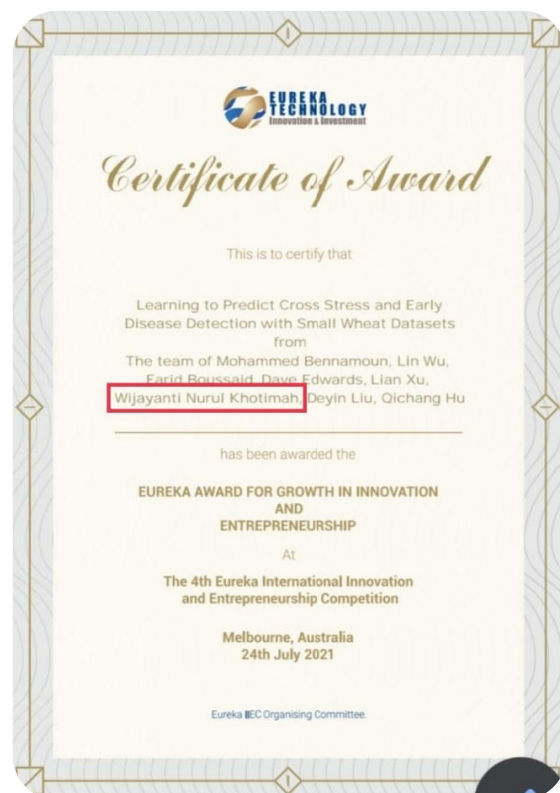 EUREKA
TECHNOLOGY
Innovation & Investment
Certificate of Award
This is to certify that
Learning to Predict Cross Stress and Early
Disease Detection with Small Wheat Datasets
from
The team of Mohammed Bennamoun, Lin Wu,
Farid Boussaid, Dave Edwards, Lian Xu,
Wijayanti Nurul Khotimah, Deyin Liu, Qichang Hu
has been awarded the
EUREKA AWARD FOR GROWTH IN INNOVATION
AND
ENTREPRENEURSHIP
At
The 4th Eureka International Innovation
and Entrepreneurship Competition
Melbourne, Australia
24th July 2021
Eureka IIEC Organising Committee.